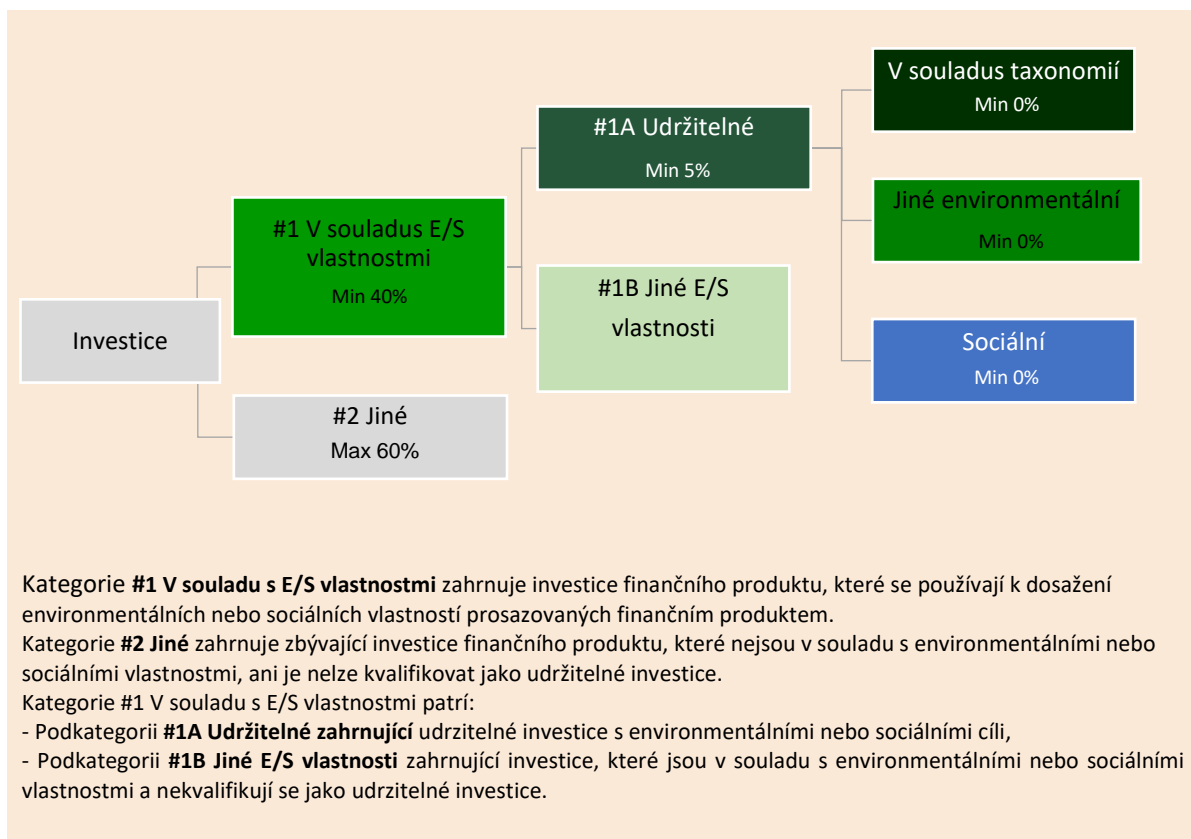 V souladus taxonomií
Min 0%
#1A Udržitelné
Min 5%
Jiné environmentální
Min 0%
#1 V souladus E/S
vlastnostmi
Min 40%
#1B Jiné E/S
vlastnosti
Investice
Sociální
Min 0%
#2 Jiné
Max 60%
Kategorie #1 V souladu s E/S vlastnostmi zahrnuje investice finančního produktu, které se používají k dosažení
environmentálních nebo sociálních vlastností prosazovaných finančním produktem.
Kategorie #2 Jiné zahrnuje zbývající investice finančního produktu, které nejsou v souladu s environmentálními nebo
sociálními vlastnostmi, ani je nelze kvalifikovat jako udržitelné investice.
Kategorie #1 V souladu s E/S vlastnostmi patrí:
- Podkategorii #1A Udržitelné zahrnující udrzitelné investice s environmentálními nebo sociálními cíli,
- Podkategorii #1B Jiné E/S vlastnosti zahrnující investice, které jsou v souladu s environmentálními nebo sociálními
vlastnostmi a nekvalifikují se jako udrzitelné investice.